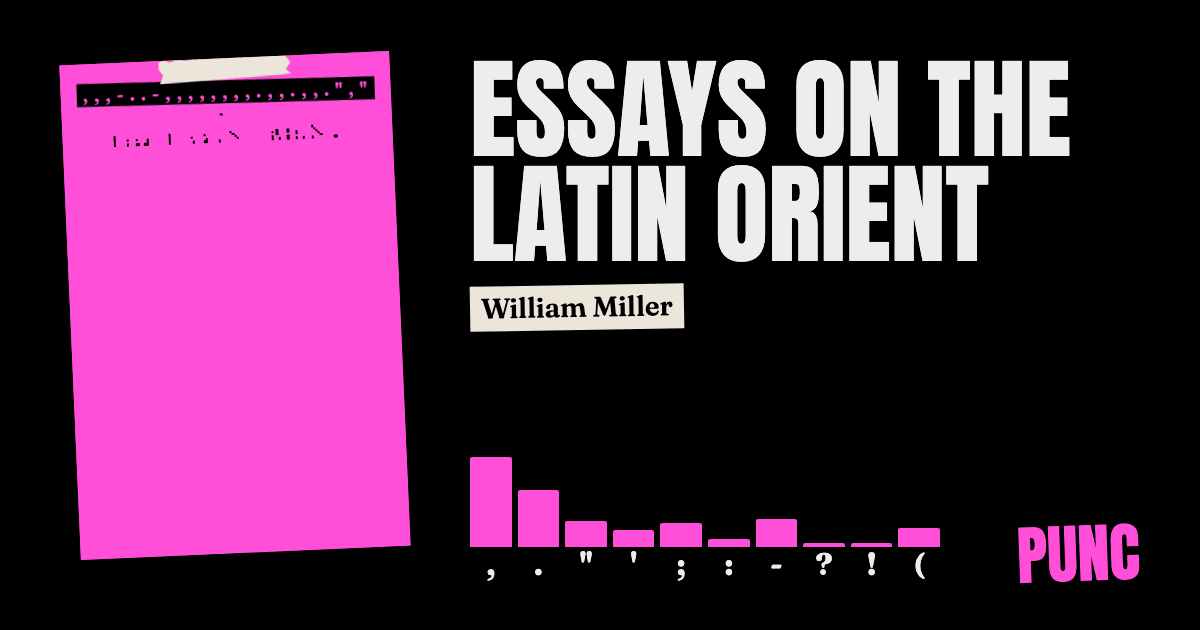 ,,,-..-,,,,,,,,.,,.,,.","
ESSAYS ON THE
LATIN ORIENT
William Miller
, . " ' ; : - ? ! (
PUNC